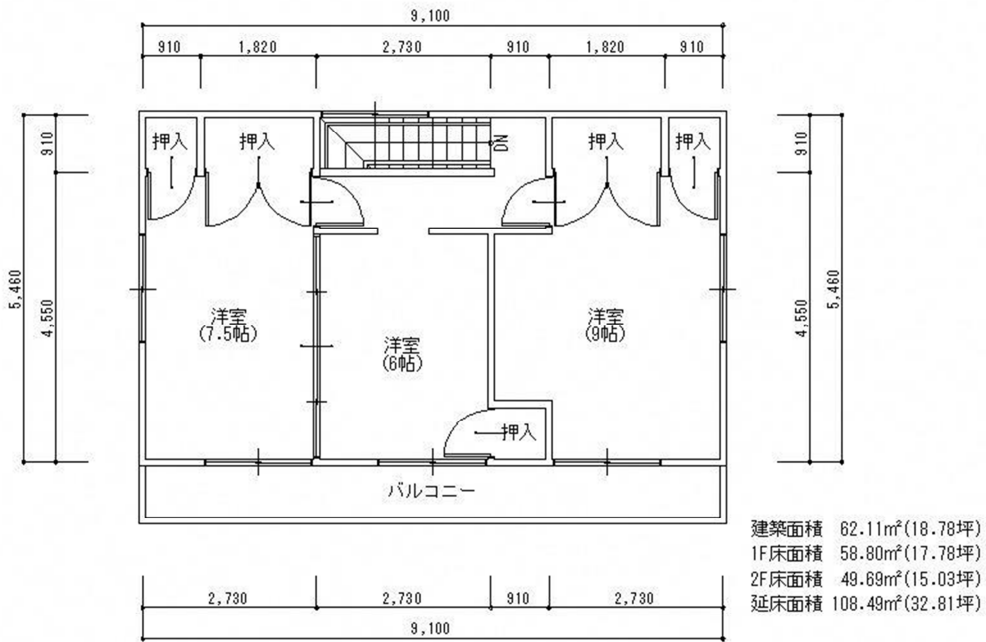 9,100
910 1,820 2,730 910 1,820 910
押入 押入 DN 押入 押入
910 910
5,460 4,550 4,550 5,460
洋室 洋室
(7.5帖) (9帖)
洋室
(6帖)
押入
バルコニー
建築面積 62.11m²(18.78坪)
1F床面積 58.80m²(17.78坪)
2F床面積 49.69m²(15.03坪)
延床面積 108.49m²(32.81坪)
2,730 2,730 910 2,730
9,100